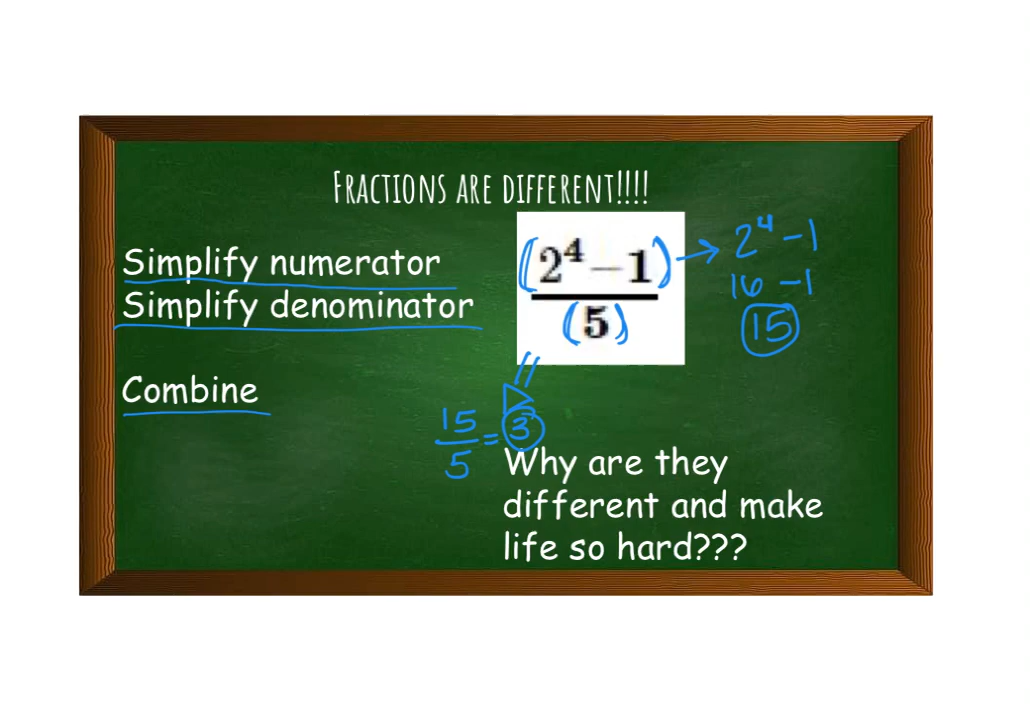 FRACTIONS ARE DIFFERENT!!!!
Simplify numerator
Simplify denominator
Combine
(2⁴ − 1)
(5)
2⁴ − 1
16 − 1
15
15
5
= 3
Why are they
different and make
life so hard???